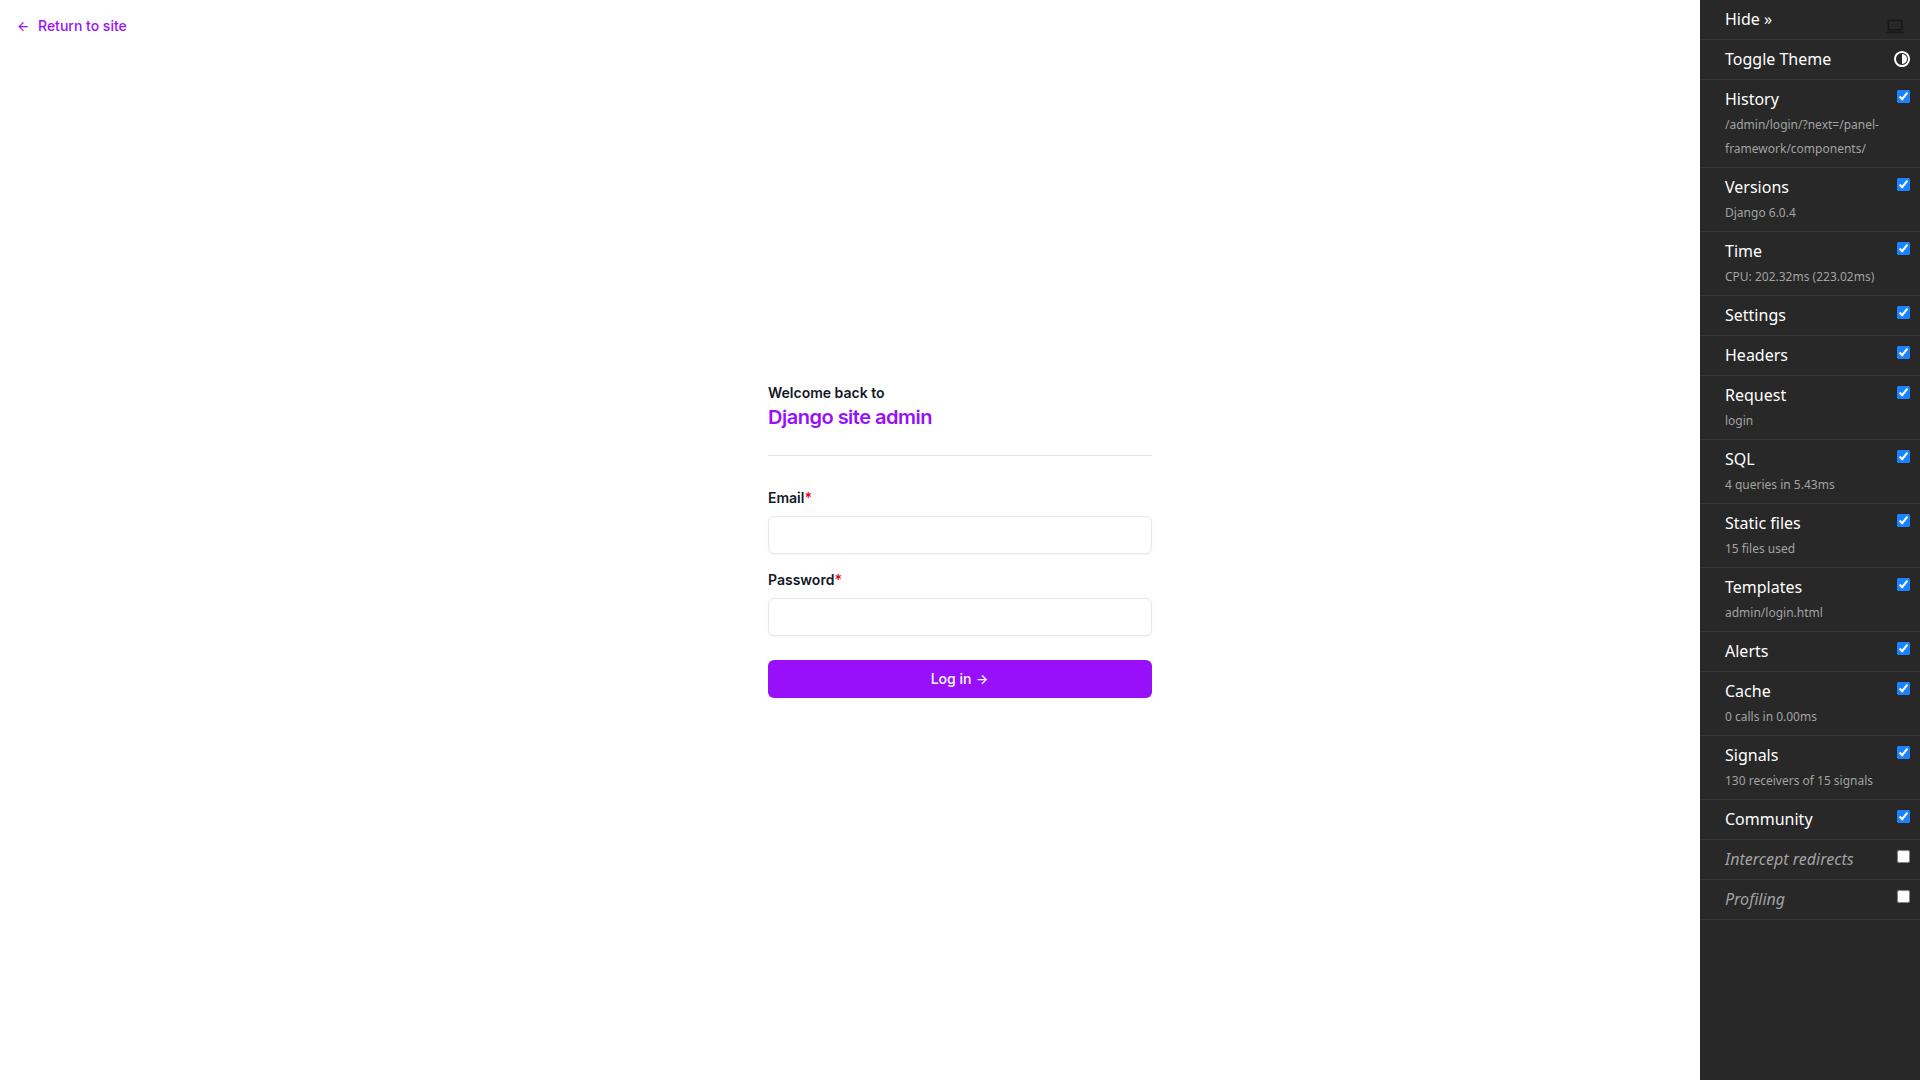 ← Return to site
Welcome back to
Django site admin
Email*
Password*
Log in →
Hide »
Toggle Theme
History
/admin/login/?next=/panel-
framework/components/
Versions
Django 6.0.4
Time
CPU: 202.32ms (223.02ms)
Settings
Headers
Request
login
SQL
4 queries in 5.43ms
Static files
15 files used
Templates
admin/login.html
Alerts
Cache
0 calls in 0.00ms
Signals
130 receivers of 15 signals
Community
Intercept redirects
Profiling